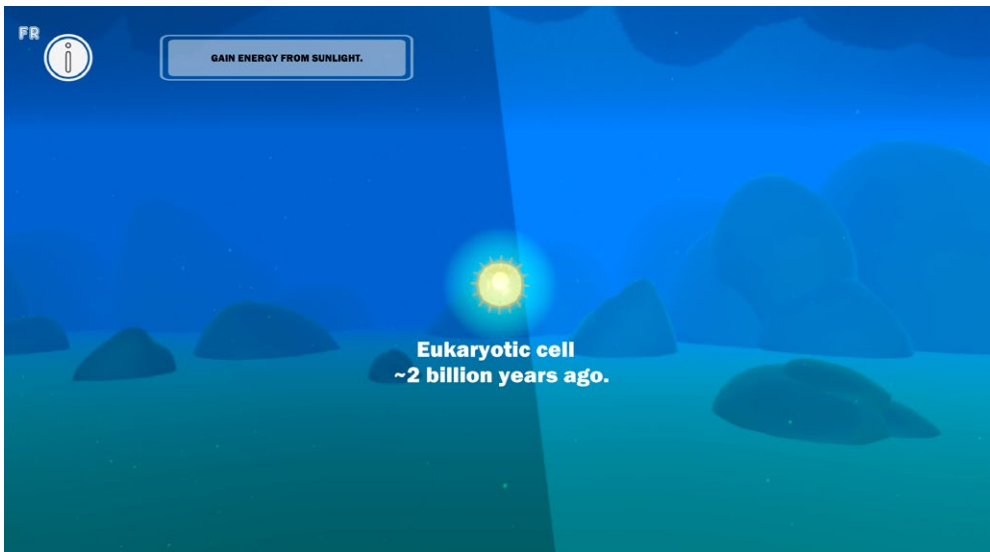 FR
GAIN ENERGY FROM SUNLIGHT.
Eukaryotic cell
~2 billion years ago.